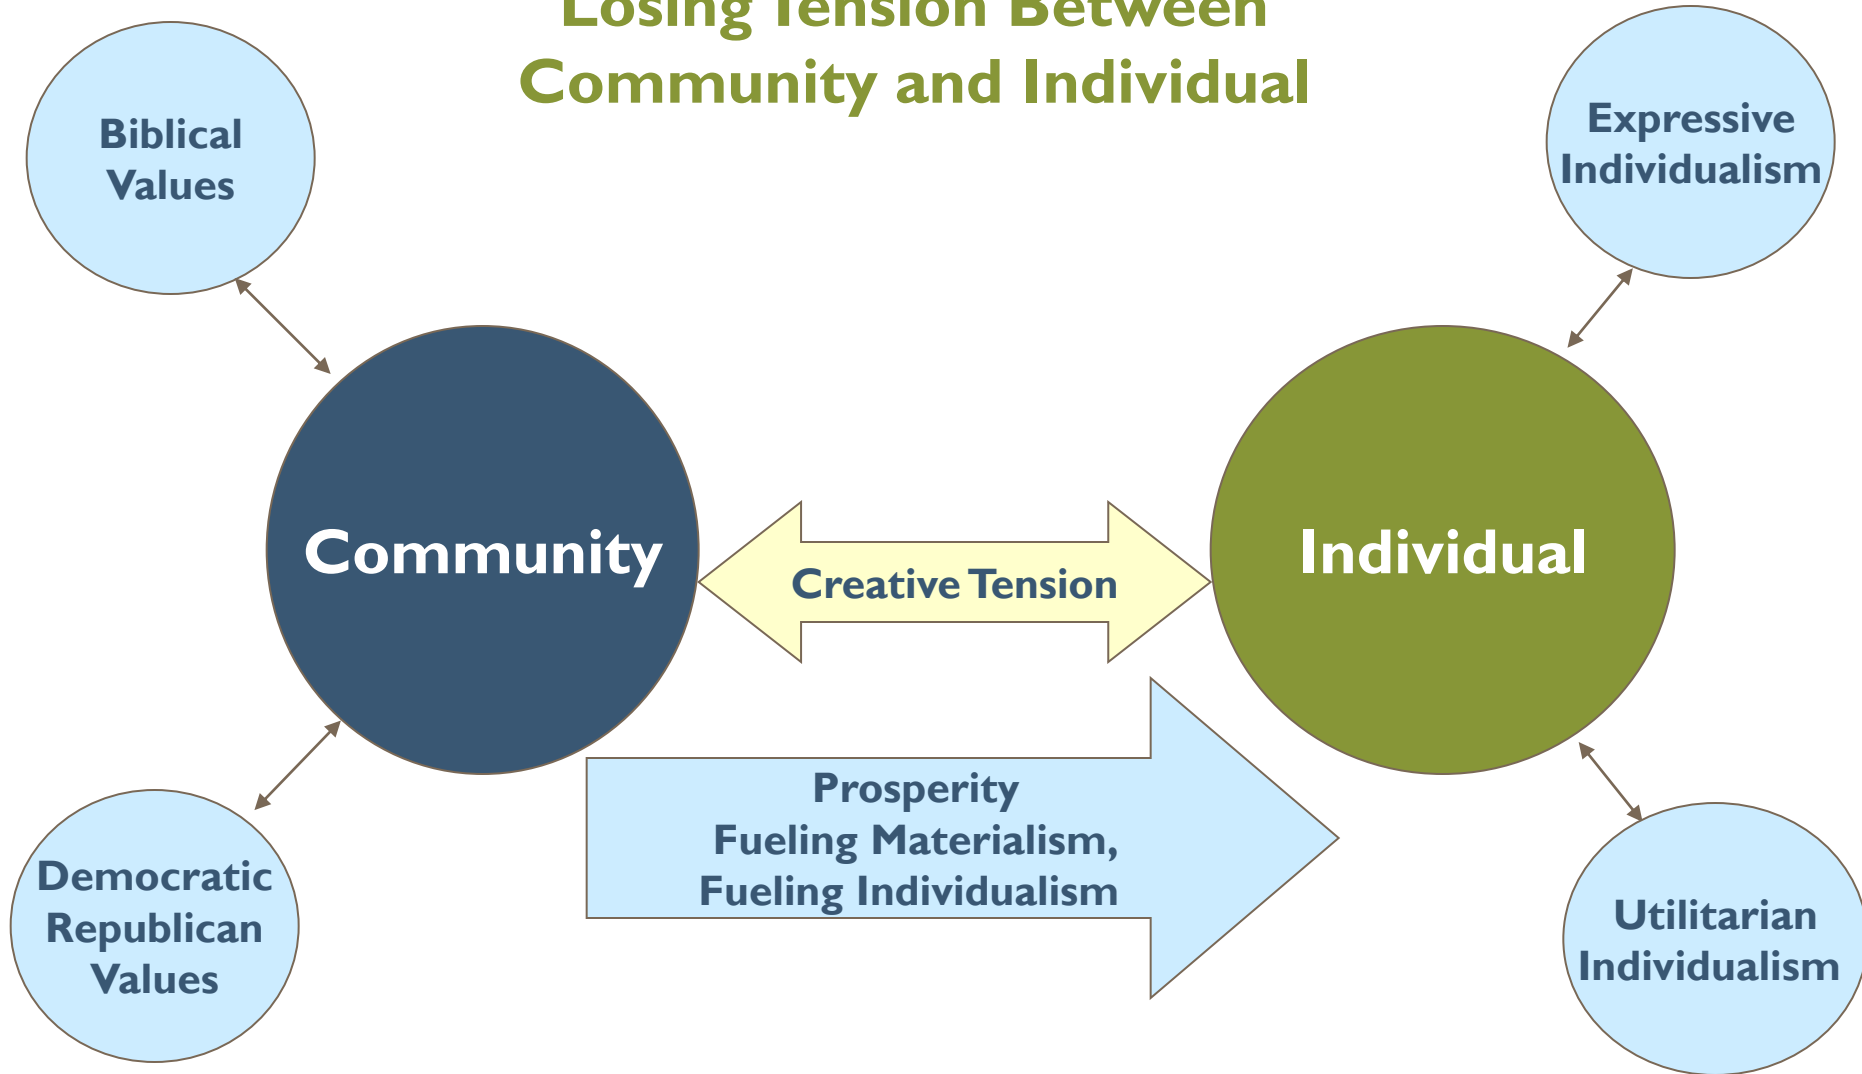 Losing Tension Between
Community and Individual
Biblical
Values
Expressive
Individualism
Community
Creative Tension
Individual
Prosperity
Fueling Materialism,
Fueling Individualism
Democratic
Republican
Values
Utilitarian
Individualism